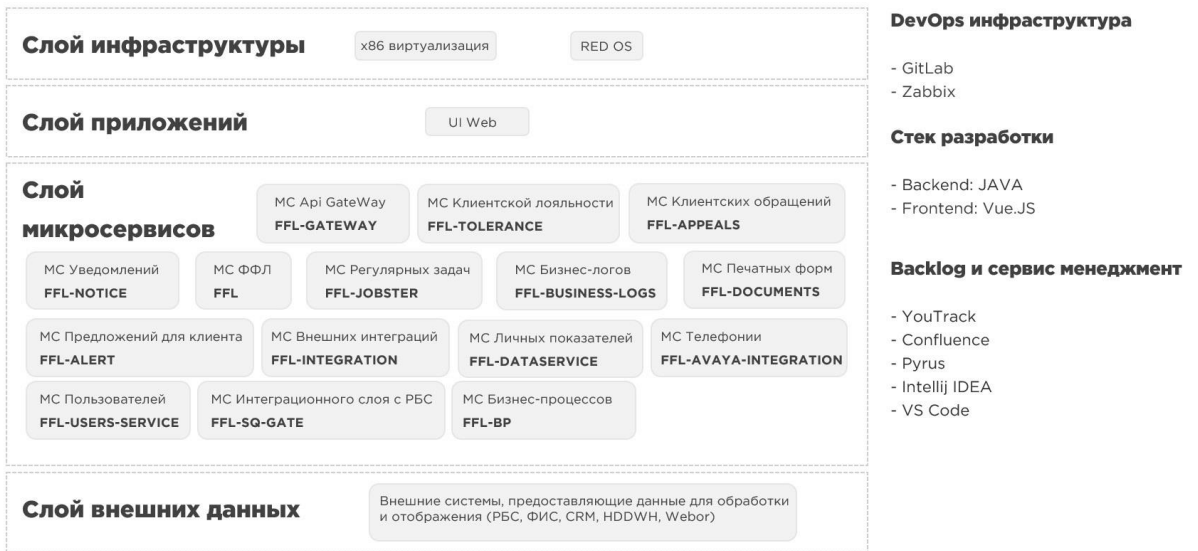 Слой инфраструктуры
x86 виртуализация
RED OS
Слой приложений
UI Web
Слой
микросервисов
МС Api GateWay
FFL-GATEWAY
МС Клиентской лояльности
FFL-TOLERANCE
МС Клиентских обращений
FFL-APPEALS
МС Уведомлений
FFL-NOTICE
МС ФФЛ
FFL
МС Регулярных задач
FFL-JOBSTER
МС Бизнес-логов
FFL-BUSINESS-LOGS
МС Печатных форм
FFL-DOCUMENTS
МС Предложений для клиента
FFL-ALERT
МС Внешних интеграций
FFL-INTEGRATION
МС Личных показателей
FFL-DATASERVICE
МС Телефонии
FFL-AVAYA-INTEGRATION
МС Пользователей
FFL-USERS-SERVICE
МС Интеграционного слоя с РБС
FFL-SQ-GATE
МС Бизнес-процессов
FFL-BP
Слой внешних данных
Внешние системы, предоставляющие данные для обработки
и отображения (РБС, ФИС, CRM, HDDWH, Webor)
DevOps инфраструктура
- GitLab
- Zabbix
Стек разработки
- Backend: JAVA
- Frontend: Vue.JS
Backlog и сервис менеджмент
- YouTrack
- Confluence
- Pyrus
- Intellij IDEA
- VS Code